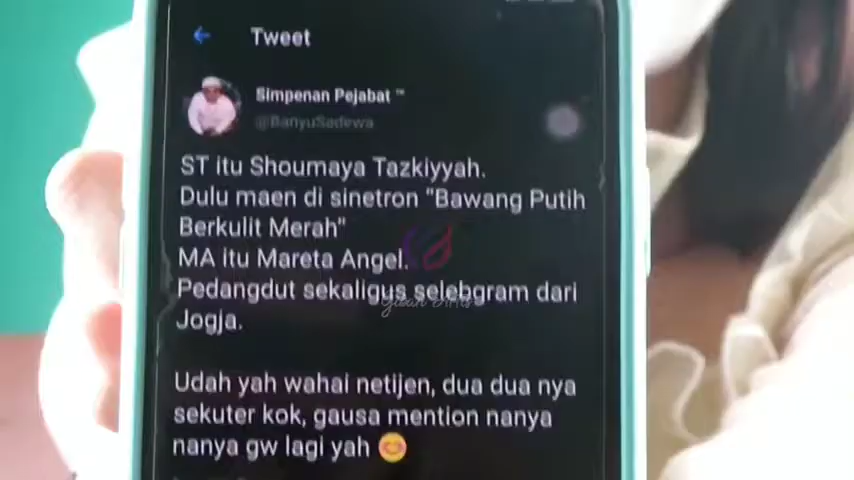 Tweet
Simpenan Pejabat ™
@BanyuSadewa
ST itu Shoumaya Tazkiyyah.
Dulu maen di sinetron "Bawang Putih
Berkulit Merah"
MA itu Mareta Angel.
Pedangdut sekaligus selebgram dari
Jogja.
Udah yah wahai netijen, dua dua nya
sekuter kok, gausa mention nanya
nanya gw lagi yah 😊